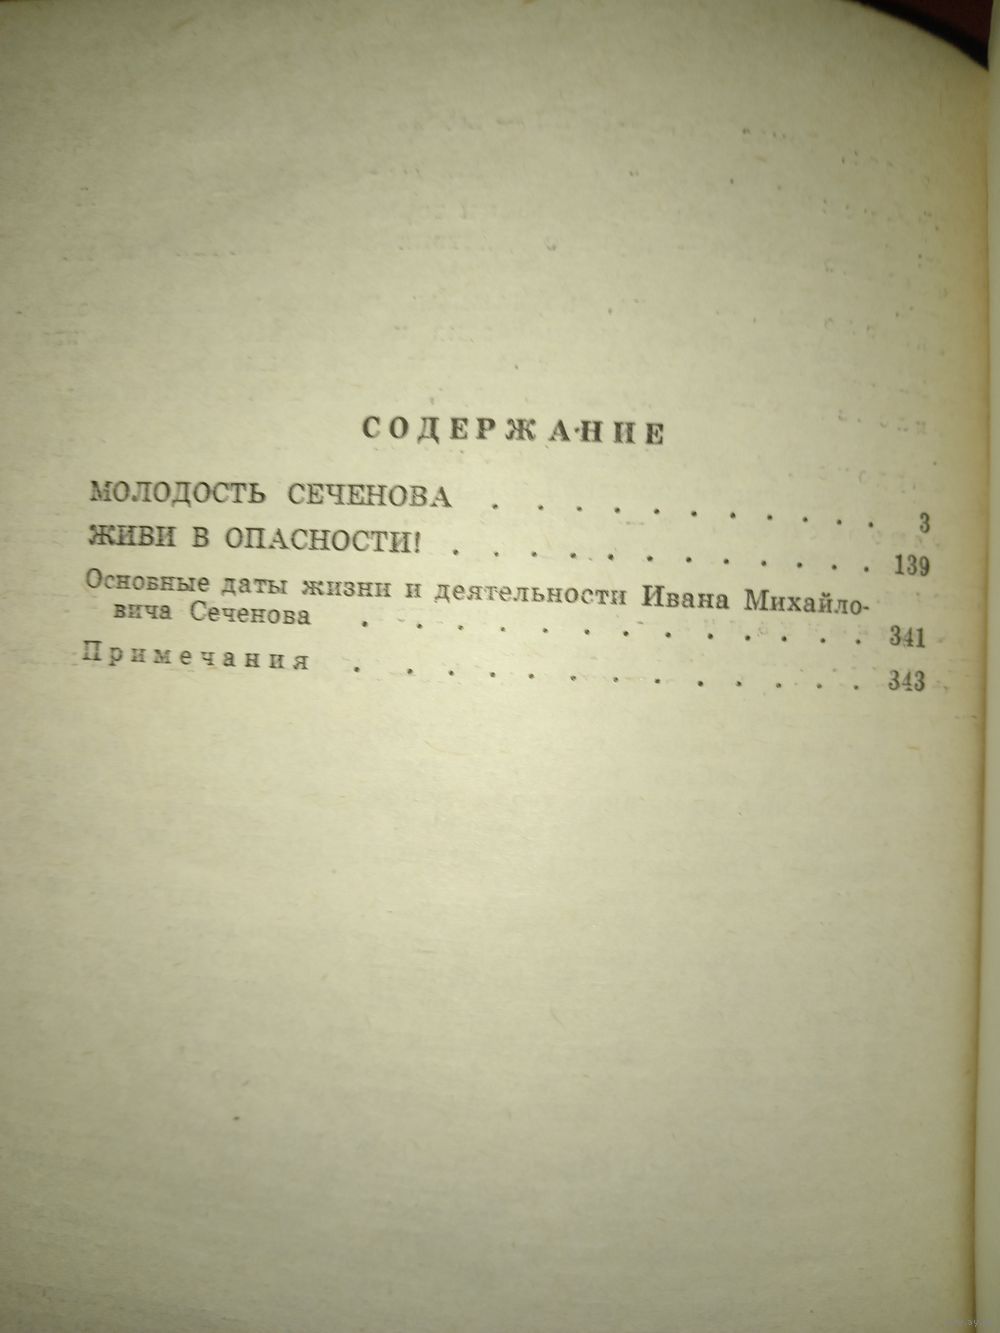 СОДЕРЖАНИЕ
МОЛОДОСТЬ СЕЧЕНОВА . . . . . . . . . . . 3
ЖИВИ В ОПАСНОСТИ! . . . . . . . . . . . . 139
Основные даты жизни и деятельности Ивана Михайло-
вича Сеченова . . . . . . . . . . . . . 341
Примечания . . . . . . . . . . . . . 343